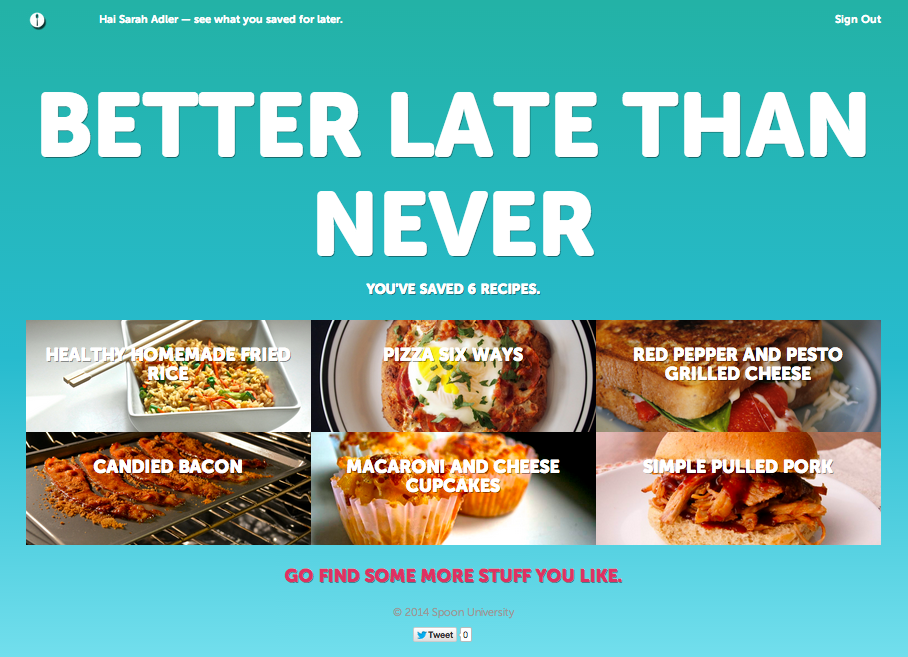 Hai Sarah Adler — see what you saved for later.
Sign Out
BETTER LATE THAN
NEVER
YOU'VE SAVED 6 RECIPES.
HEALTHY HOMEMADE FRIED
RICE
PIZZA SIX WAYS
RED PEPPER AND PESTO
GRILLED CHEESE
CANDIED BACON
MACARONI AND CHEESE
CUPCAKES
SIMPLE PULLED PORK
GO FIND SOME MORE STUFF YOU LIKE.
© 2014 Spoon University
Tweet 0